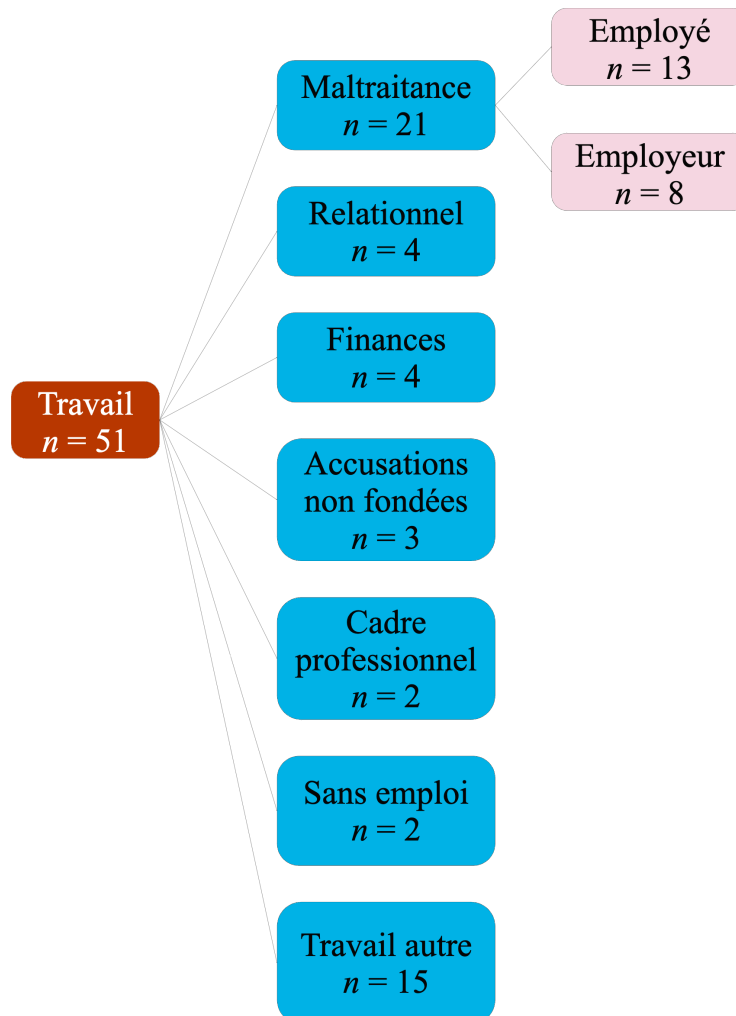 Travail
n = 51
Maltraitance
n = 21
Employé
n = 13
Employeur
n = 8
Relationnel
n = 4
Finances
n = 4
Accusations
non fondées
n = 3
Cadre
professionnel
n = 2
Sans emploi
n = 2
Travail autre
n = 15